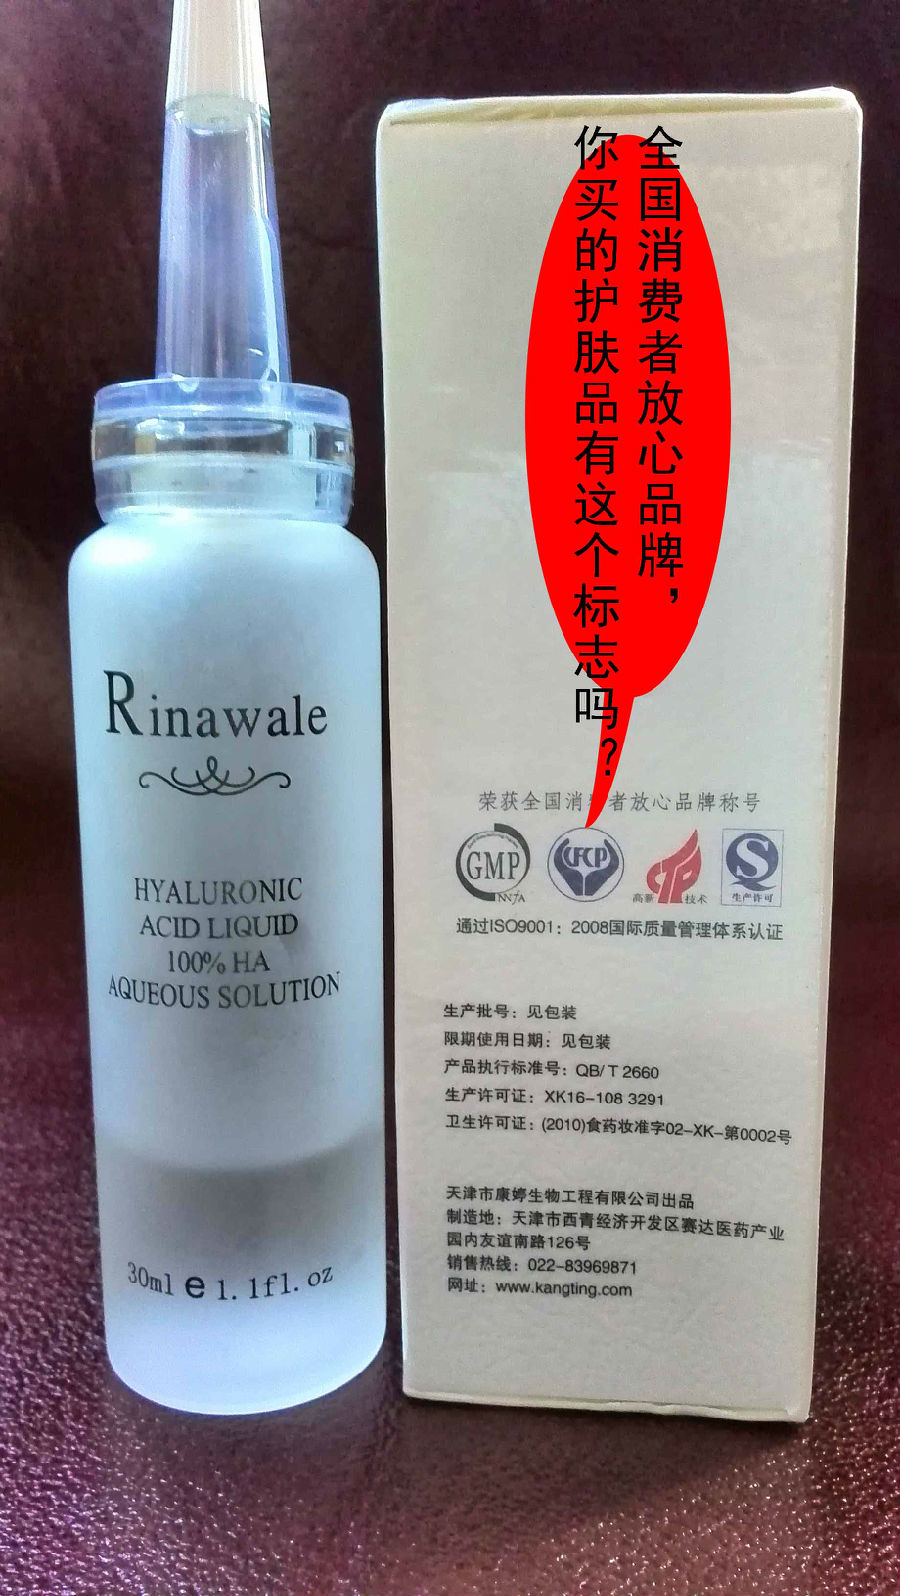 Rinawale
HYALURONIC
ACID LIQUID
100% HA
AQUEOUS SOLUTION
30ml e 1.1fl.oz
全国消费者放心品牌，
你买的护肤品有这个标志吗？
荣获全国消费者放心品牌称号
GMP
CFCP
高新技术
生产许可
通过ISO9001：2008国际质量管理体系认证
生产批号：见包装
限期使用日期：见包装
产品执行标准号：QB/T 2660
生产许可证：XK16-108 3291
卫生许可证：(2010)食药妆准字02-XK-第0002号
天津市康婷生物工程有限公司出品
制造地：天津市西青经济开发区赛达医药产业
园内友谊南路126号
销售热线：022-83969871
网址：www.kangting.com